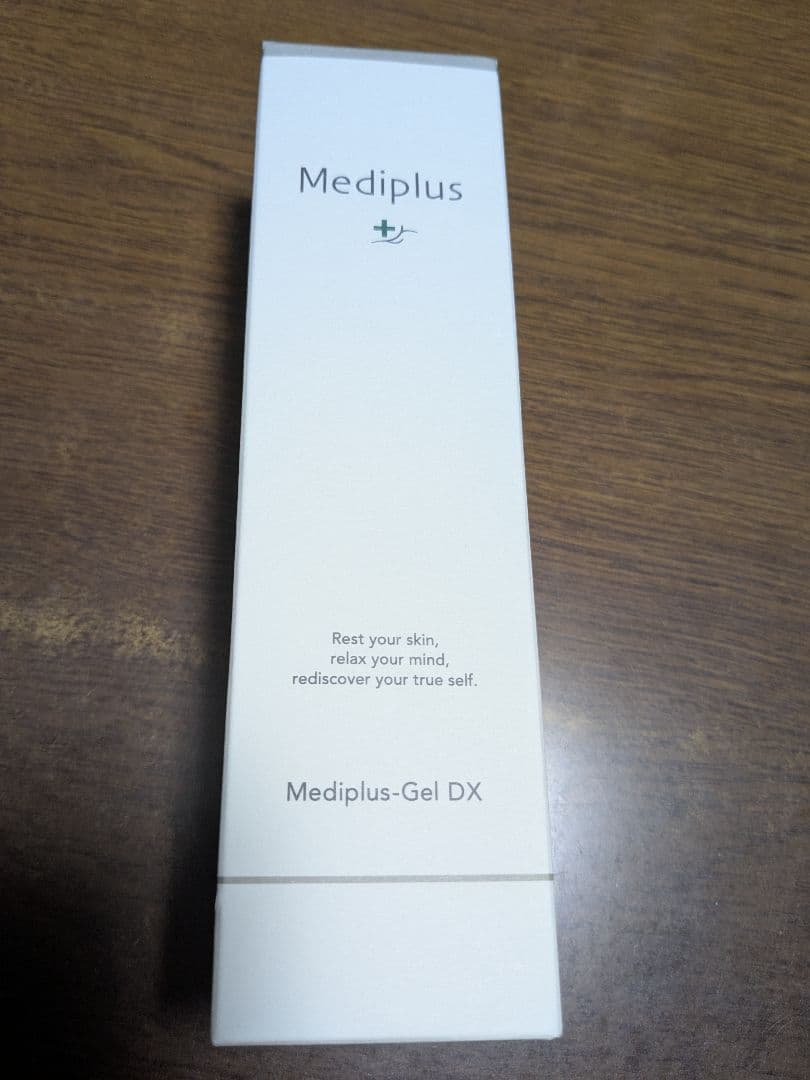 Mediplus
Rest your skin,
relax your mind,
rediscover your true self.
Mediplus-Gel DX